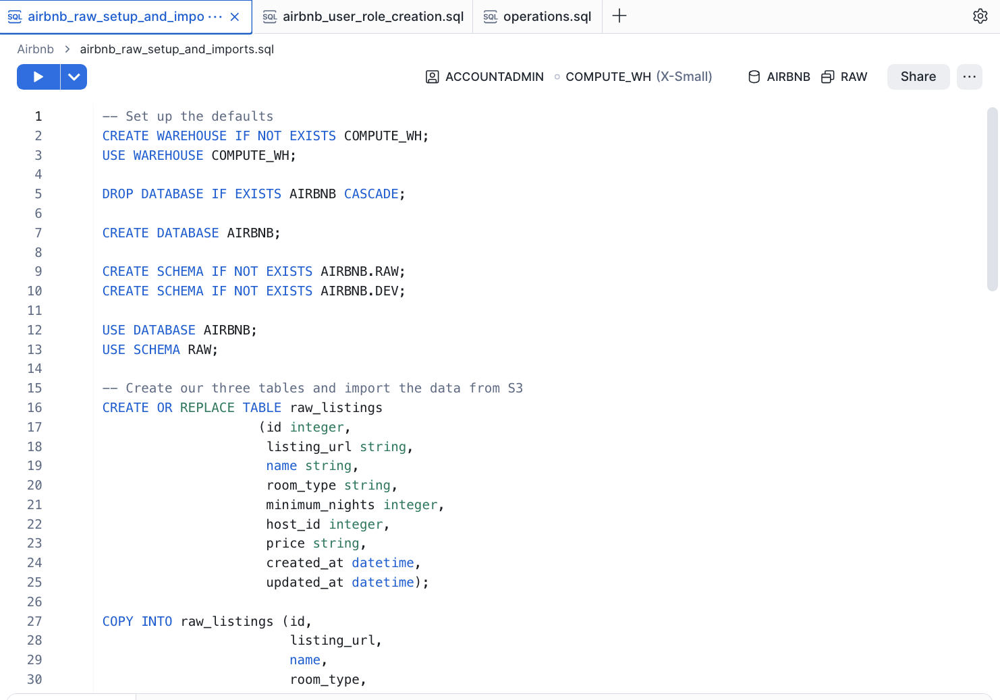 SQL airbnb_raw_setup_and_impo ··· × SQL airbnb_user_role_creation.sql SQL operations.sql +
Airbnb > airbnb_raw_setup_and_imports.sql
ACCOUNTADMIN COMPUTE_WH (X-Small) AIRBNB RAW Share ···
1 -- Set up the defaults
2 CREATE WAREHOUSE IF NOT EXISTS COMPUTE_WH;
3 USE WAREHOUSE COMPUTE_WH;
4
5 DROP DATABASE IF EXISTS AIRBNB CASCADE;
6
7 CREATE DATABASE AIRBNB;
8
9 CREATE SCHEMA IF NOT EXISTS AIRBNB.RAW;
10 CREATE SCHEMA IF NOT EXISTS AIRBNB.DEV;
11
12 USE DATABASE AIRBNB;
13 USE SCHEMA RAW;
14
15 -- Create our three tables and import the data from S3
16 CREATE OR REPLACE TABLE raw_listings
17 (id integer,
18 listing_url string,
19 name string,
20 room_type string,
21 minimum_nights integer,
22 host_id integer,
23 price string,
24 created_at datetime,
25 updated_at datetime);
26
27 COPY INTO raw_listings (id,
28 listing_url,
29 name,
30 room_type,